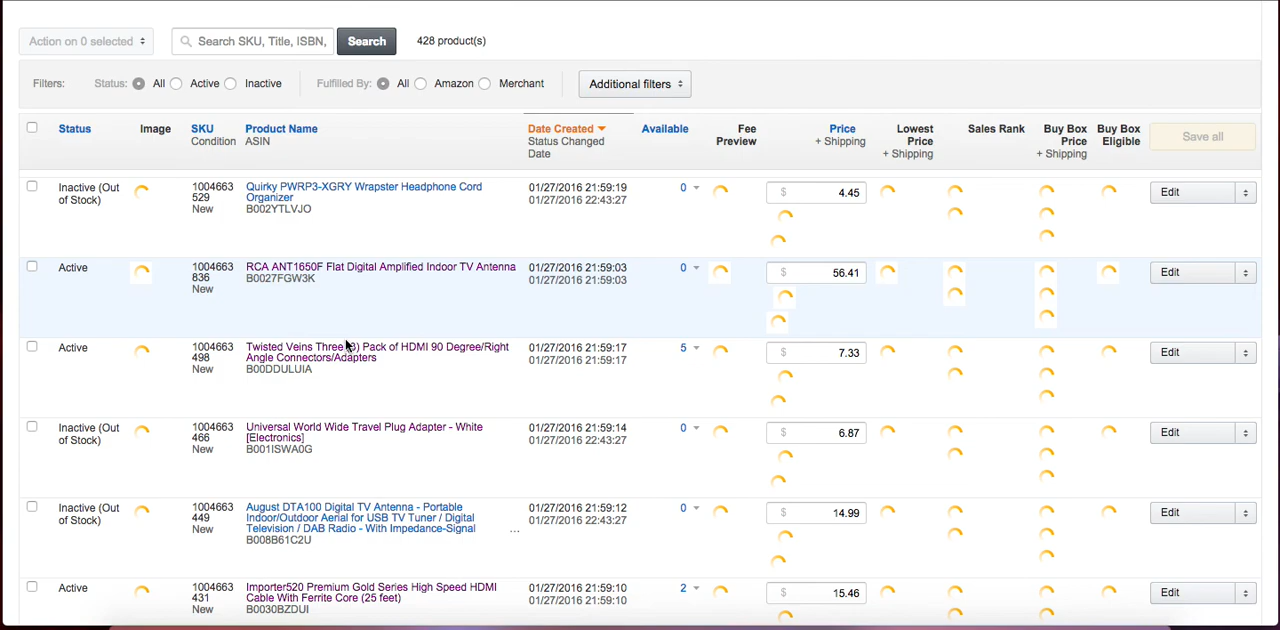 Action on 0 selected Search SKU, Title, ISBN, Search 428 product(s)
Filters: Status: All Active Inactive Fulfilled By: All Amazon Merchant Additional filters
Status Image SKU Product Name Date Created Available Fee Price Lowest Sales Rank Buy Box Buy Box Save all
Condition ASIN Status Changed Preview + Shipping Price Price Eligible
Date + Shipping + Shipping
Inactive (Out 1004663 Quirky PWRP3-XGRY Wrapster Headphone Cord 01/27/2016 21:59:19 0 $ 4.45 Edit
of Stock) 529 Organizer 01/27/2016 22:43:27
New B002YTLVJO
Active 1004663 RCA ANT1650F Flat Digital Amplified Indoor TV Antenna 01/27/2016 21:59:03 0 $ 56.41 Edit
836 B0027FGW3K 01/27/2016 21:59:03
New
Active 1004663 Twisted Veins Three (3) Pack of HDMI 90 Degree/Right 01/27/2016 21:59:17 5 $ 7.33 Edit
498 Angle Connectors/Adapters 01/27/2016 21:59:17
New B00DDULUIA
Inactive (Out 1004663 Universal World Wide Travel Plug Adapter - White 01/27/2016 21:59:14 0 $ 6.87 Edit
of Stock) 466 [Electronics] 01/27/2016 22:43:27
New B001ISWA0G
Inactive (Out 1004663 August DTA100 Digital TV Antenna - Portable 01/27/2016 21:59:12 0 $ 14.99 Edit
of Stock) 449 Indoor/Outdoor Aerial for USB TV Tuner / Digital 01/27/2016 22:43:27
New Television / DAB Radio - With Impedance-Signal ...
B008B61C2U
Active 1004663 Importer520 Premium Gold Series High Speed HDMI 01/27/2016 21:59:10 2 $ 15.46 Edit
431 Cable With Ferrite Core (25 feet) 01/27/2016 21:59:10
New B0030BZDUI